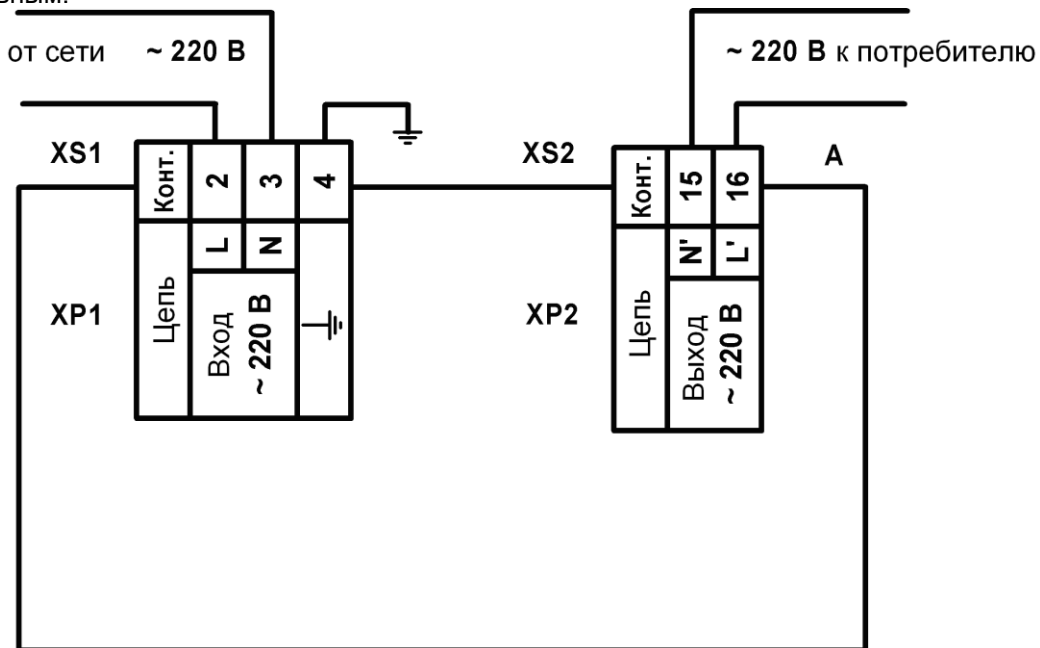 ьным.
от сети ~ 220 В
~ 220 В к потребителю
XS1
Конт.
2
3
4
XS2
Конт.
15
16
А
XP1
Цепь
L
N
Вход
~ 220 В
XP2
Цепь
N'
L'
Выход
~ 220 В